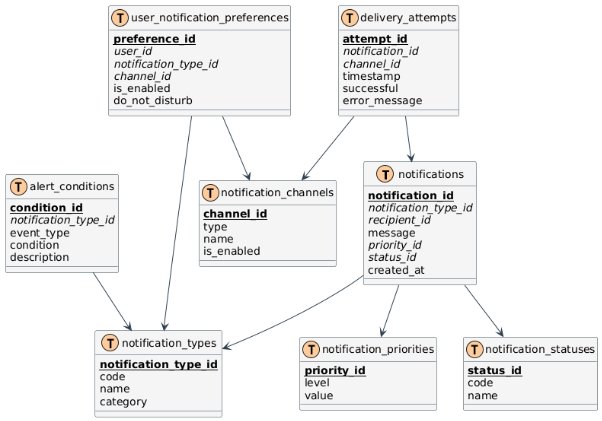 T user_notification_preferences
preference_id
user_id
notification_type_id
channel_id
is_enabled
do_not_disturb
T delivery_attempts
attempt_id
notification_id
channel_id
timestamp
successful
error_message
T alert_conditions
condition_id
notification_type_id
event_type
condition
description
T notification_channels
channel_id
type
name
is_enabled
T notifications
notification_id
notification_type_id
recipient_id
message
priority_id
status_id
created_at
T notification_types
notification_type_id
code
name
category
T notification_priorities
priority_id
level
value
T notification_statuses
status_id
code
name